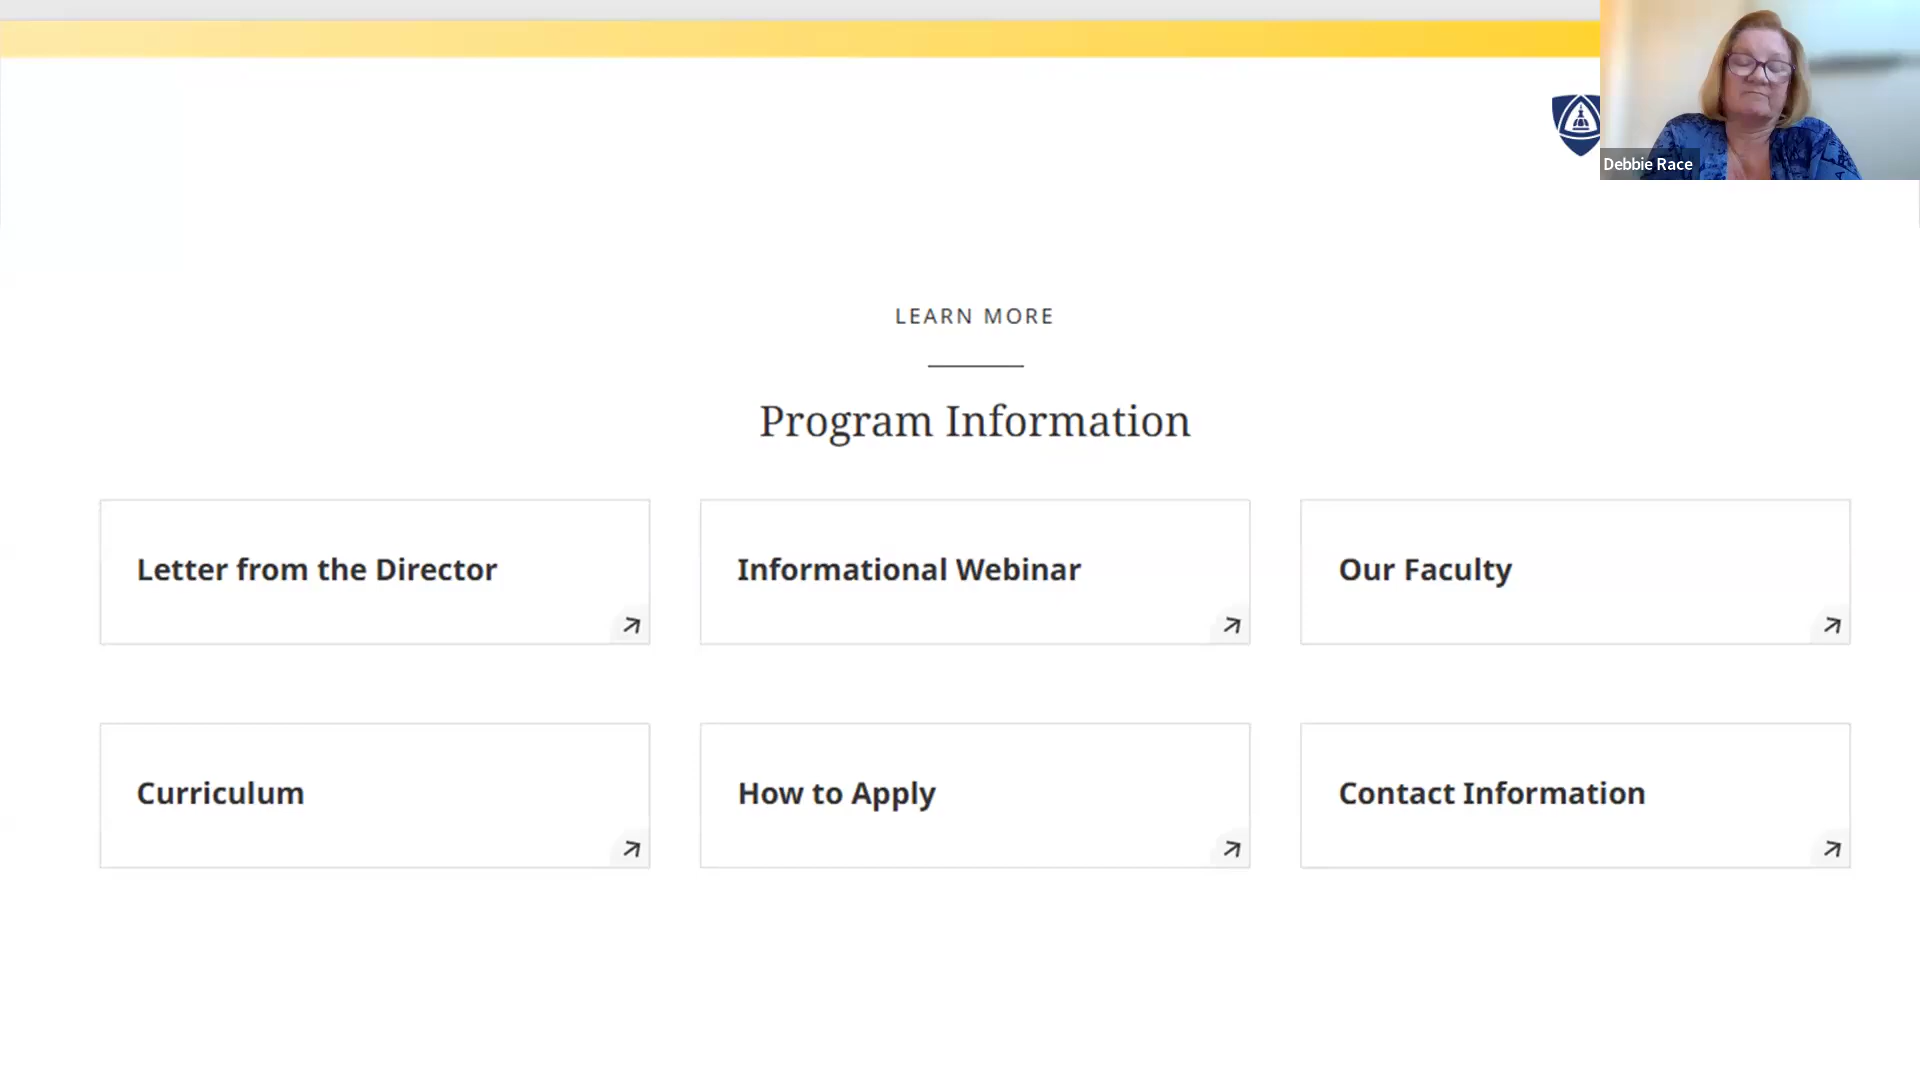 Debbie Race
LEARN MORE
Program Information
Letter from the Director
Informational Webinar
Our Faculty
Curriculum
How to Apply
Contact Information